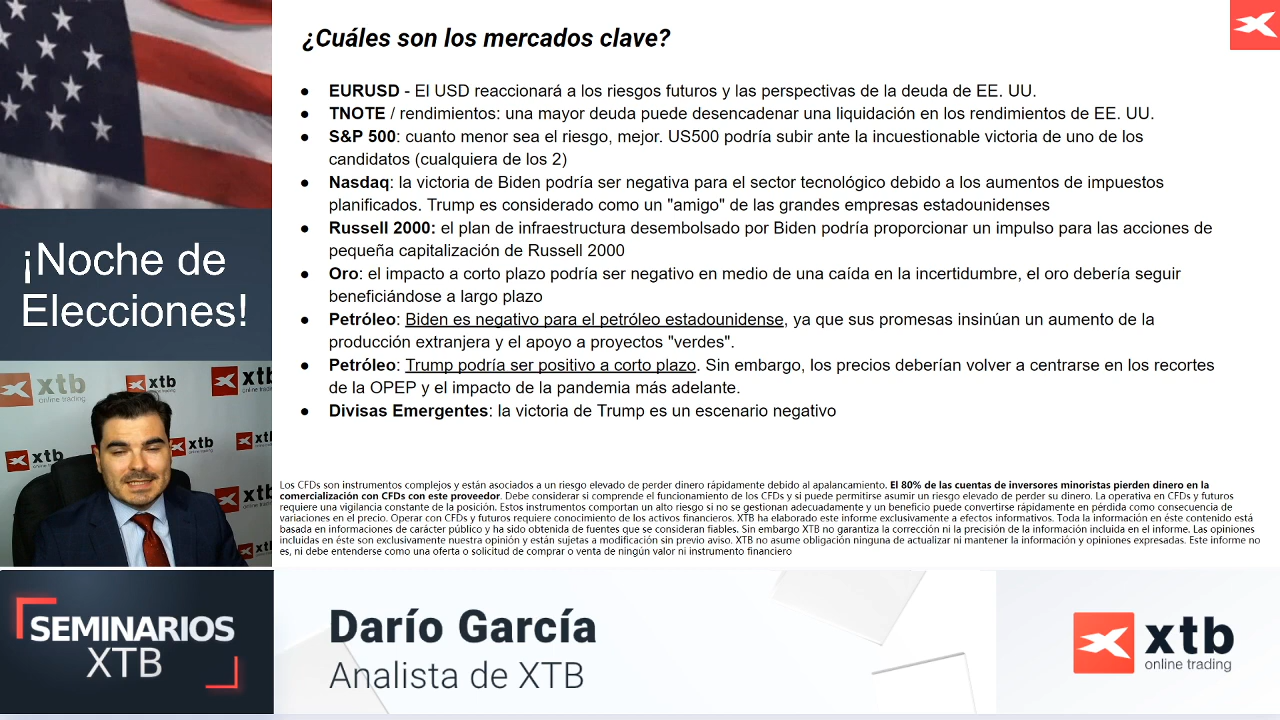 ¿Cuáles son los mercados clave?
● EURUSD - El USD reaccionará a los riesgos futuros y las perspectivas de la deuda de EE. UU.
● TNOTE / rendimientos: una mayor deuda puede desencadenar una liquidación en los rendimientos de EE. UU.
● S&P 500: cuanto menor sea el riesgo, mejor. US500 podría subir ante la incuestionable victoria de uno de los
candidatos (cualquiera de los 2)
● Nasdaq: la victoria de Biden podría ser negativa para el sector tecnológico debido a los aumentos de impuestos
planificados. Trump es considerado como un "amigo" de las grandes empresas estadounidenses
● Russell 2000: el plan de infraestructura desembolsado por Biden podría proporcionar un impulso para las acciones de
pequeña capitalización de Russell 2000
● Oro: el impacto a corto plazo podría ser negativo en medio de una caída en la incertidumbre, el oro debería seguir
beneficiándose a largo plazo
● Petróleo: Biden es negativo para el petróleo estadounidense, ya que sus promesas insinúan un aumento de la
producción extranjera y el apoyo a proyectos "verdes".
● Petróleo: Trump podría ser positivo a corto plazo. Sin embargo, los precios deberían volver a centrarse en los recortes
de la OPEP y el impacto de la pandemia más adelante.
● Divisas Emergentes: la victoria de Trump es un escenario negativo
Los CFDs son instrumentos complejos y están asociados a un riesgo elevado de perder dinero rápidamente debido al apalancamiento. El 80% de las cuentas de inversores minoristas pierden dinero en la
comercialización con CFDs con este proveedor. Debe considerar si comprende el funcionamiento de los CFDs y si puede permitirse asumir un riesgo elevado de perder su dinero. La operativa en CFDs y futuros
requiere una vigilancia constante de la posición. Estos instrumentos comportan un alto riesgo si no se gestionan adecuadamente y un beneficio puede convertirse rápidamente en pérdida como consecuencia de
variaciones en el precio. Operar con CFDs y futuros requiere conocimiento de los activos financieros. XTB ha elaborado este informe exclusivamente a efectos informativos. Toda la información en éste contenido está
basada en informaciones de carácter público y ha sido obtenida de fuentes que se consideran fiables. Sin embargo XTB no garantiza la corrección ni la precisión de la información incluida en el informe. Las opiniones
incluidas en éste son exclusivamente nuestra opinión y están sujetas a modificación sin previo aviso. XTB no asume obligación ninguna de actualizar ni mantener la información y opiniones expresadas. Este informe no
es, ni debe entenderse como una oferta o solicitud de comprar o venta de ningún valor ni instrumento financiero
¡Noche de
Elecciones!
xtb
online trading
xtb
online trading
xtb
xtb
xtb
xtb
xtb
SEMINARIOS
XTB
Darío García
Analista de XTB
xtb
online trading